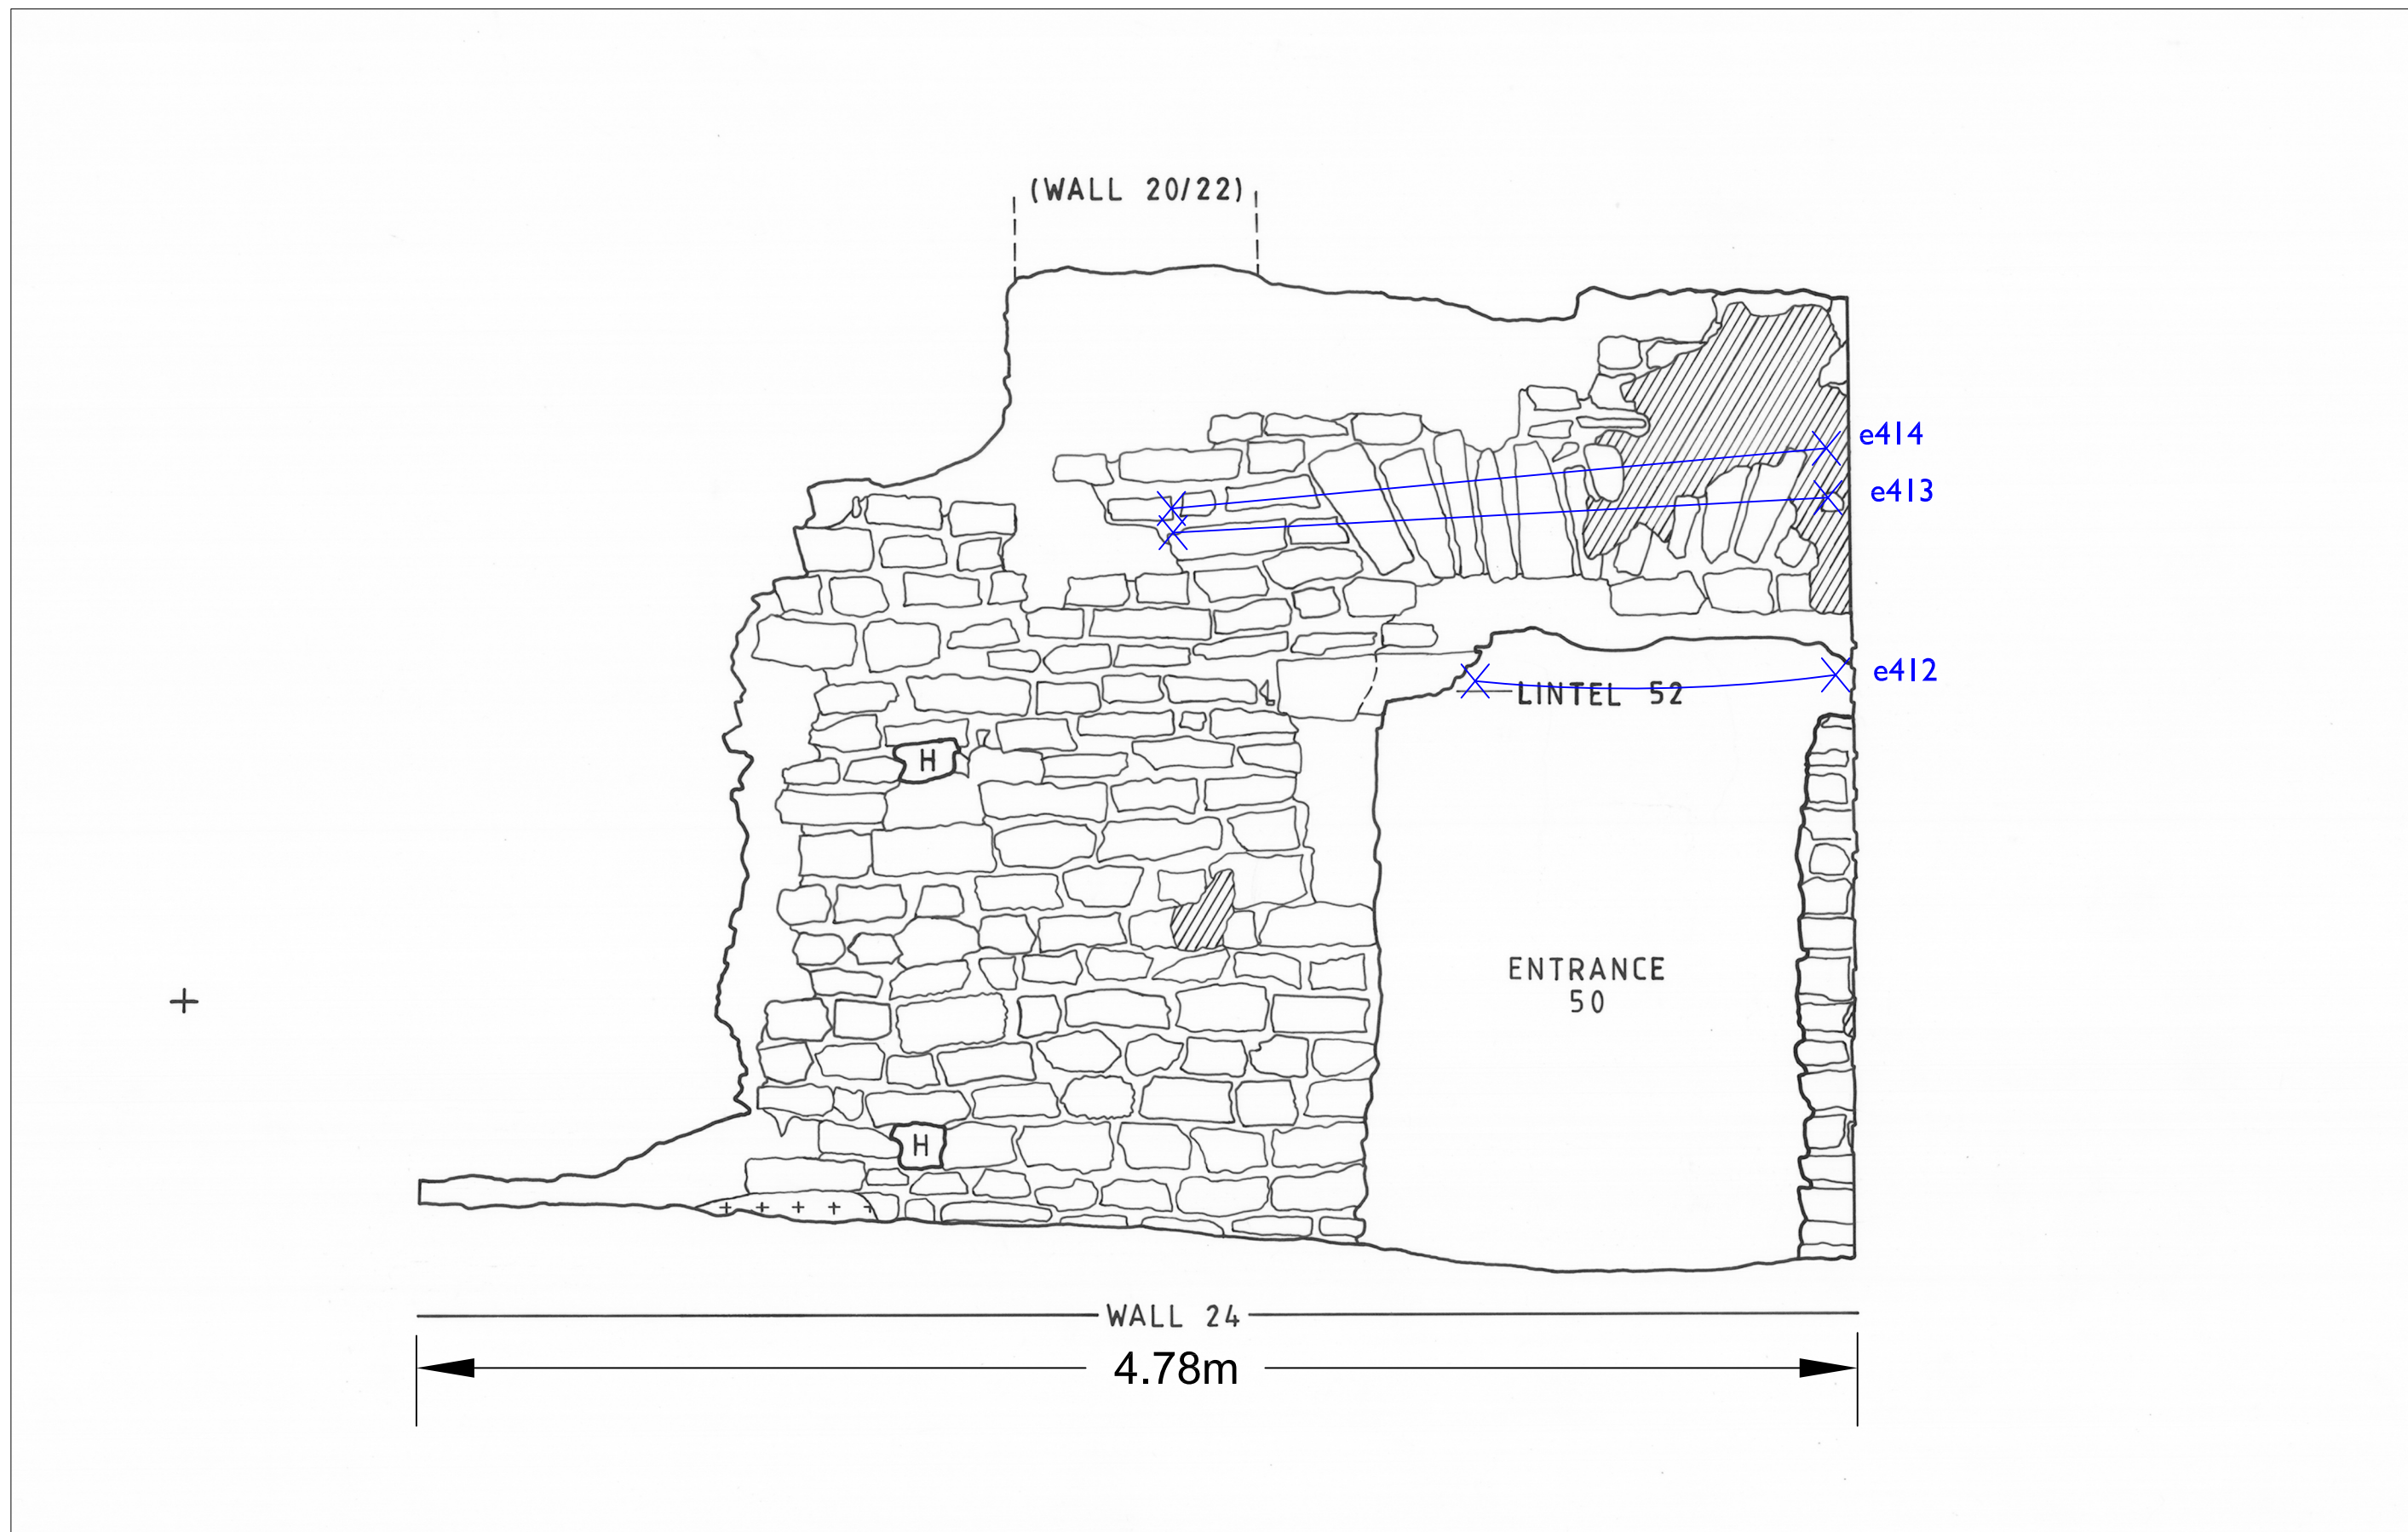 (WALL 20/22)
e414
e413
e412
LINTEL 52
H
ENTRANCE
50
H
WALL 24
4.78m